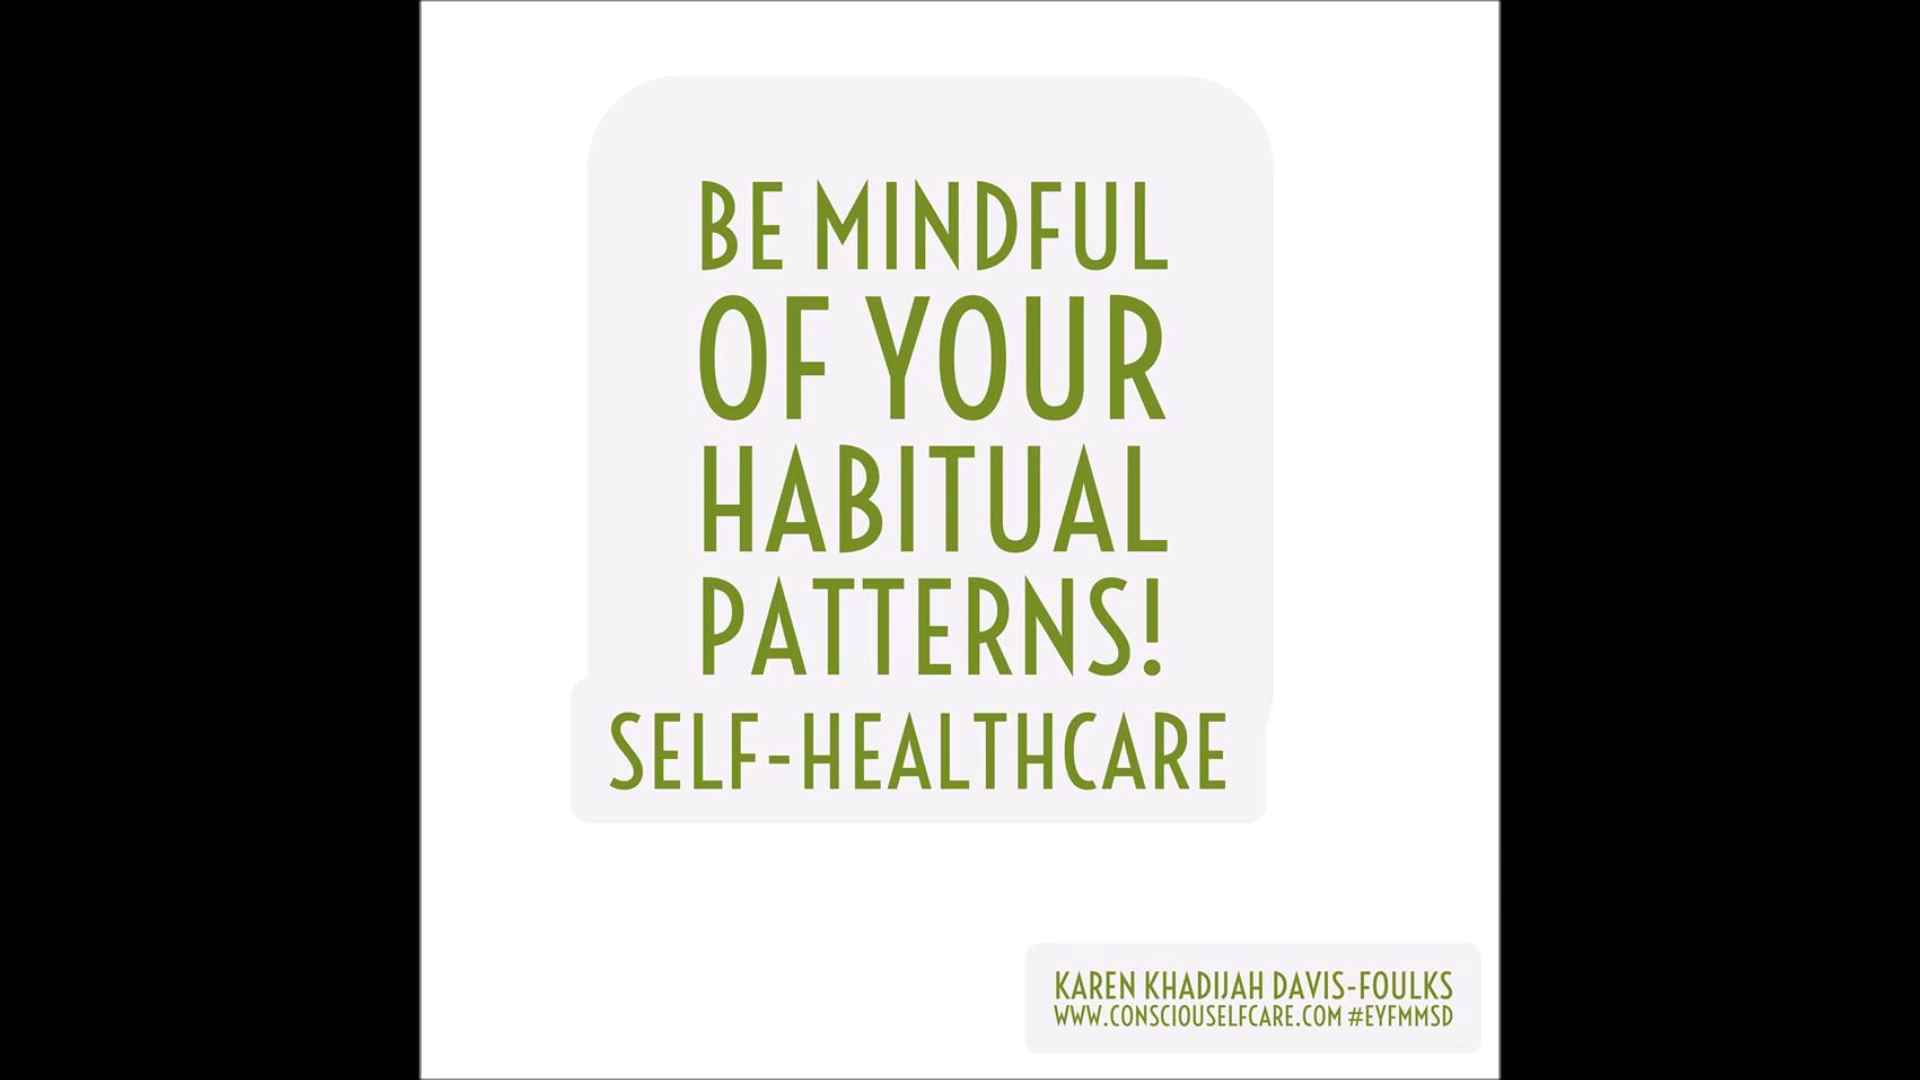 BE MINDFUL
OF YOUR
HABITUAL
PATTERNS!
SELF-HEALTHCARE
KAREN KHADIJAH DAVIS-FOULKS
WWW.CONSCIOUSELFCARE.COM #EYFMMSD